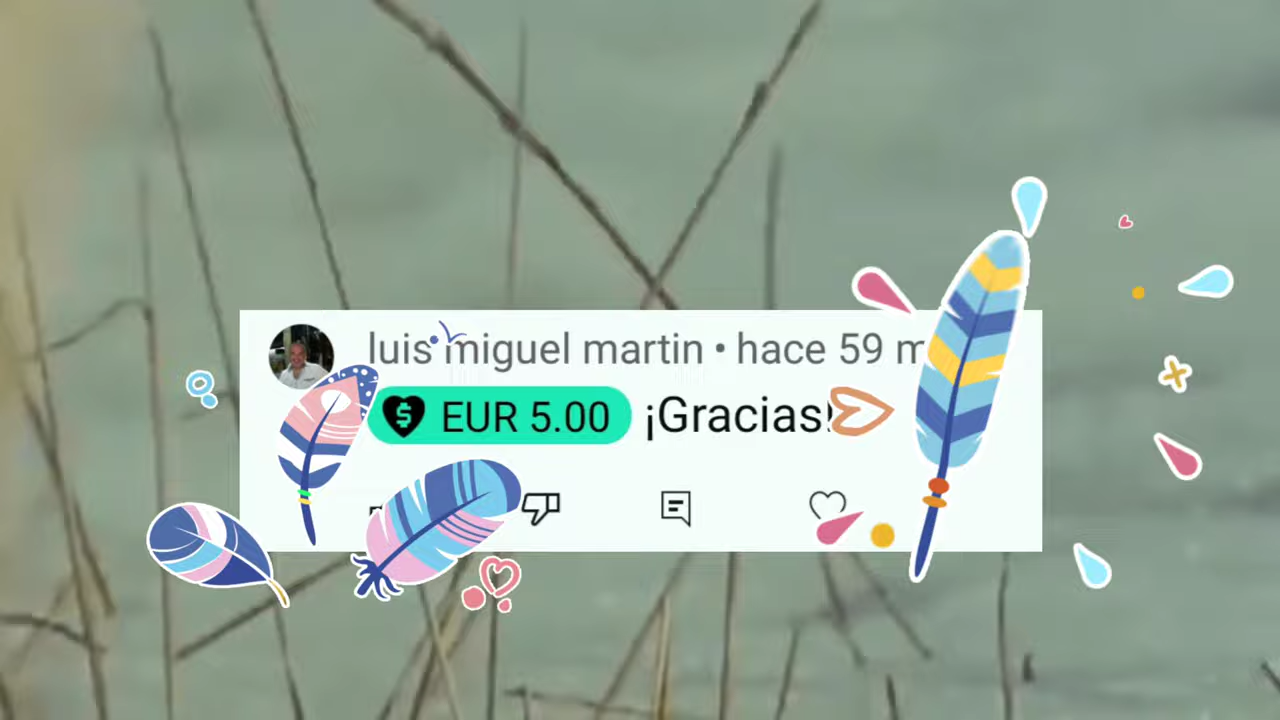 luis miguel martin • hace 59 m
EUR 5.00 ¡Gracias!